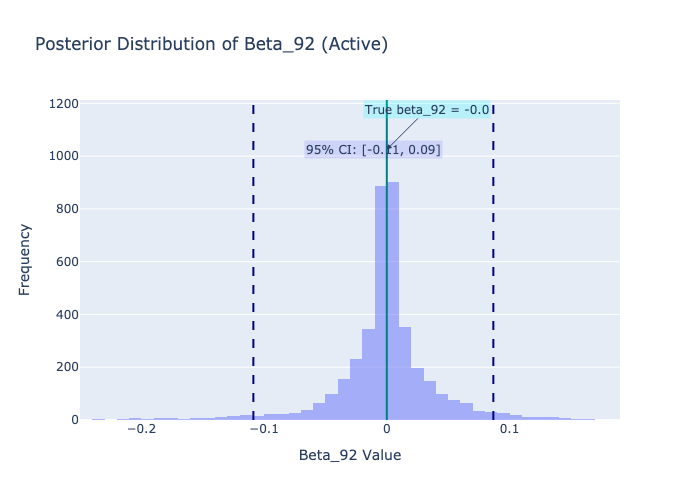 Posterior Distribution of Beta_92 (Active)
True beta_92 = -0.0
95% CI: [-0.11, 0.09]
1200
1000
800
600
400
200
0
Frequency
−0.2
−0.1
0
0.1
Beta_92 Value